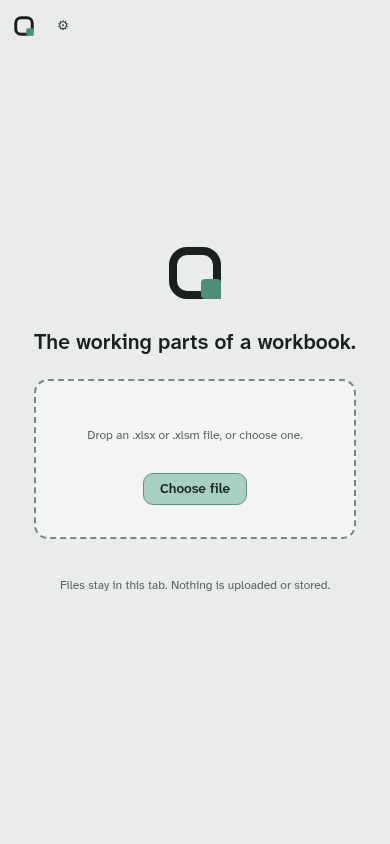 The working parts of a workbook.
Drop an .xlsx or .xlsm file, or choose one.
Choose file
Files stay in this tab. Nothing is uploaded or stored.